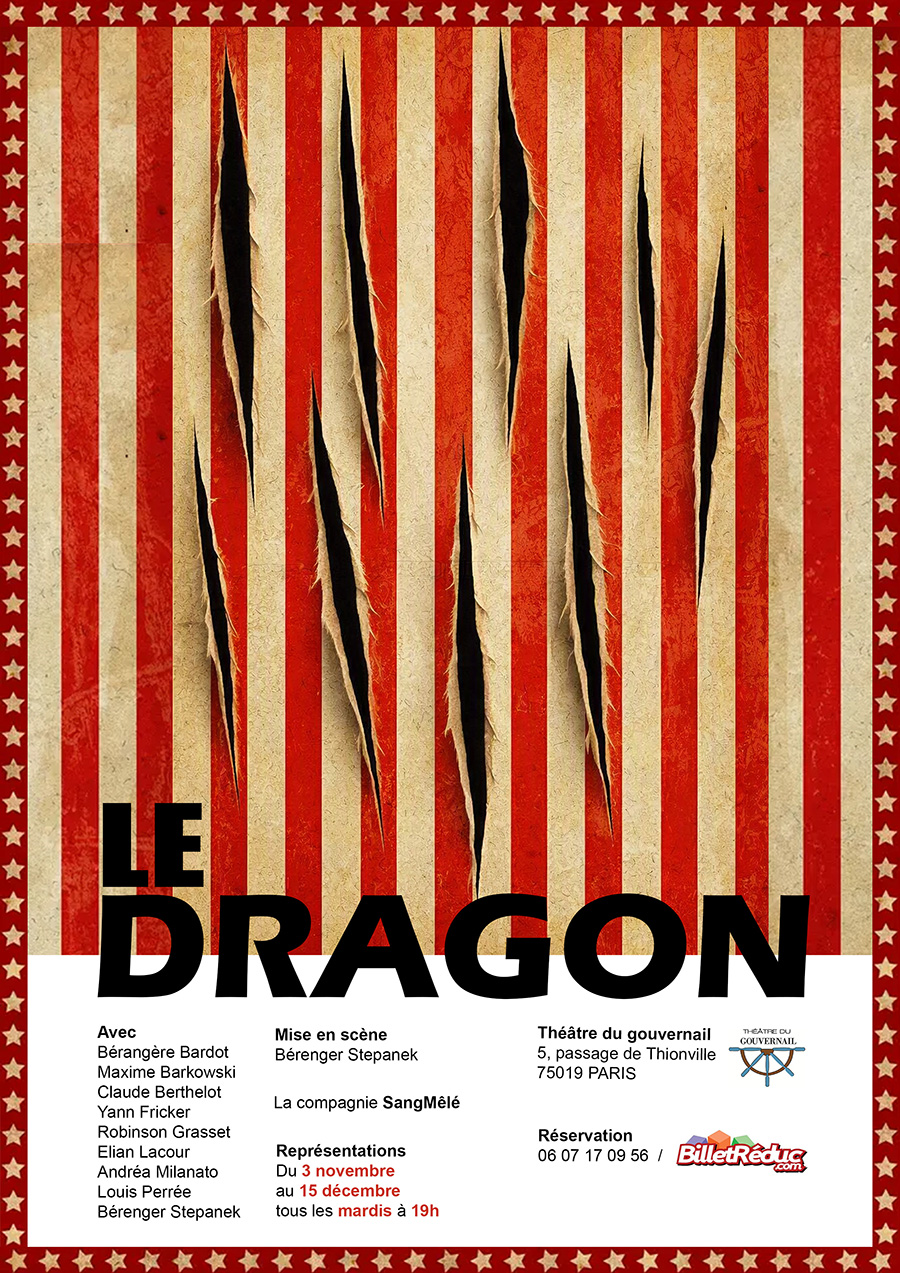 LE
DRAGON
Avec
Bérangère Bardot
Maxime Barkowski
Claude Berthelot
Yann Fricker
Robinson Grasset
Elian Lacour
Andréa Milanato
Louis Perrée
Bérenger Stepanek
Mise en scène
Bérenger Stepanek
La compagnie SangMêlé
Représentations
Du 3 novembre
au 15 décembre
tous les mardis à 19h
Théâtre du gouvernail
5, passage de Thionville
75019 PARIS
THÉÂTRE DU
GOUVERNAIL
Réservation
06 07 17 09 56 /
BilletRéduc
.com